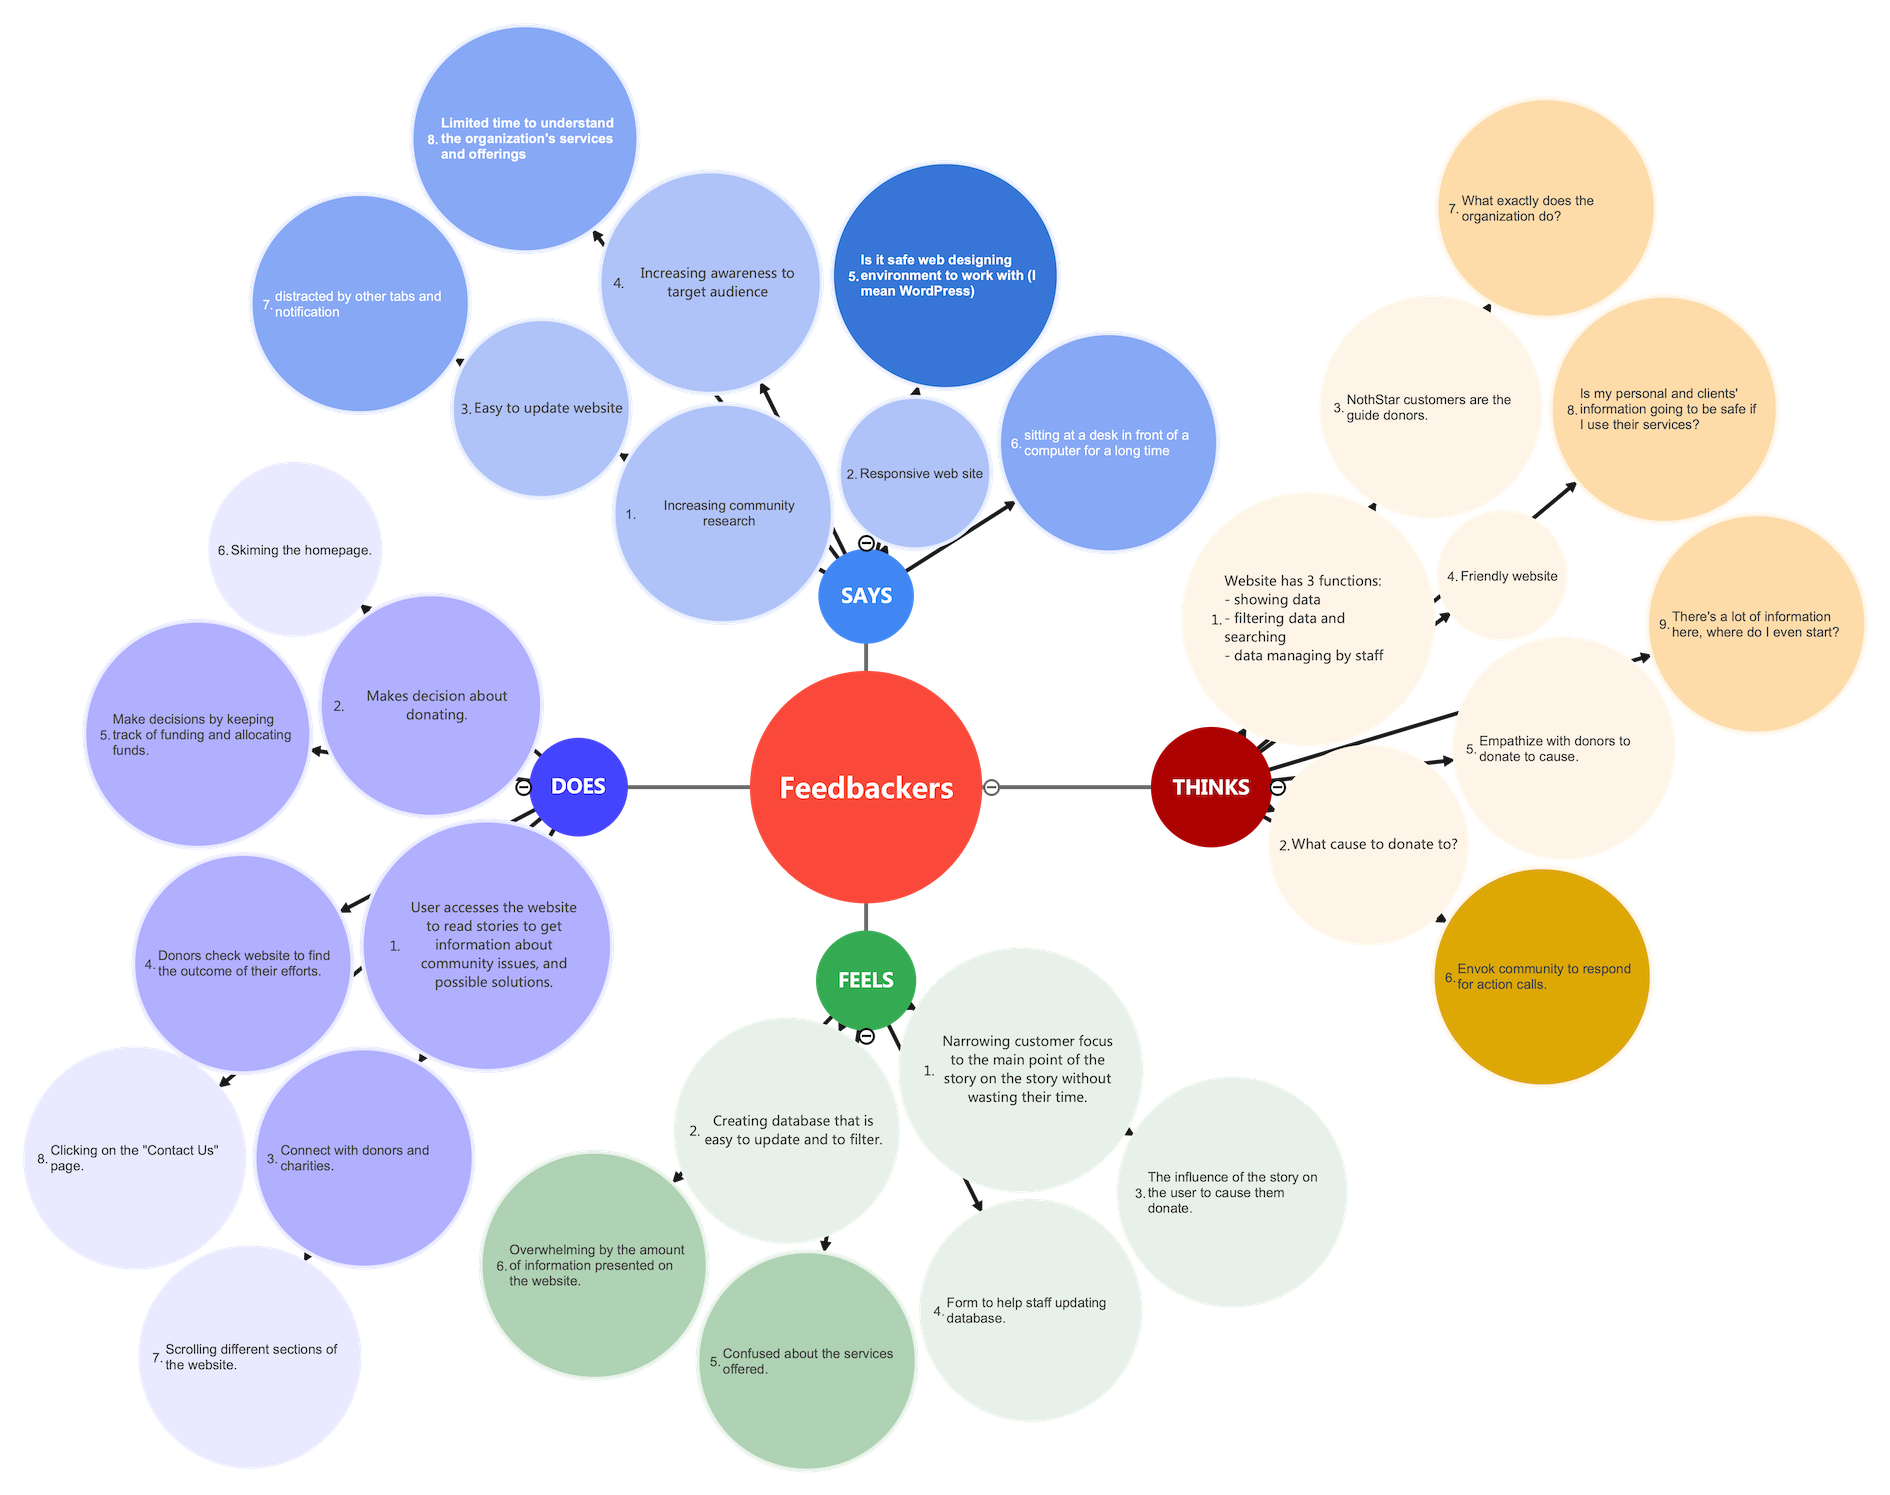 Feedbackers
SAYS
1. Increasing community
research
2. Responsive web site
3. Easy to update website
4. Increasing awareness to
target audience
Is it safe web designing
5. environment to work with (I
mean WordPress)
6. sitting at a desk in front of a
computer for a long time
7. distracted by other tabs and
notification
Limited time to understand
8. the organization's services
and offerings
THINKS
Website has 3 functions:
- showing data
1. - filtering data and
searching
- data managing by staff
2. What cause to donate to?
3. NothStar customers are the
guide donors.
4. Friendly website
5. Empathize with donors to
donate to cause.
6. Envok community to respond
for action calls.
7. What exactly does the
organization do?
Is my personal and clients'
8. information going to be safe if
I use their services?
9. There's a lot of information
here, where do I even start?
FEELS
Narrowing customer focus
to the main point of the
1. story on the story without
wasting their time.
2. Creating database that is
easy to update and to filter.
The influence of the story on
3. the user to cause them
donate.
4. Form to help staff updating
database.
5. Confused about the services
offered.
Overwhelming by the amount
6. of information presented on
the website.
DOES
User accesses the website
to read stories to get
1. information about
community issues, and
possible solutions.
2. Makes decision about
donating.
3. Connect with donors and
charities.
4. Donors check website to find
the outcome of their efforts.
Make decisions by keeping
5. track of funding and allocating
funds.
6. Skiming the homepage.
7. Scrolling different sections of
the website.
8. Clicking on the "Contact Us"
page.